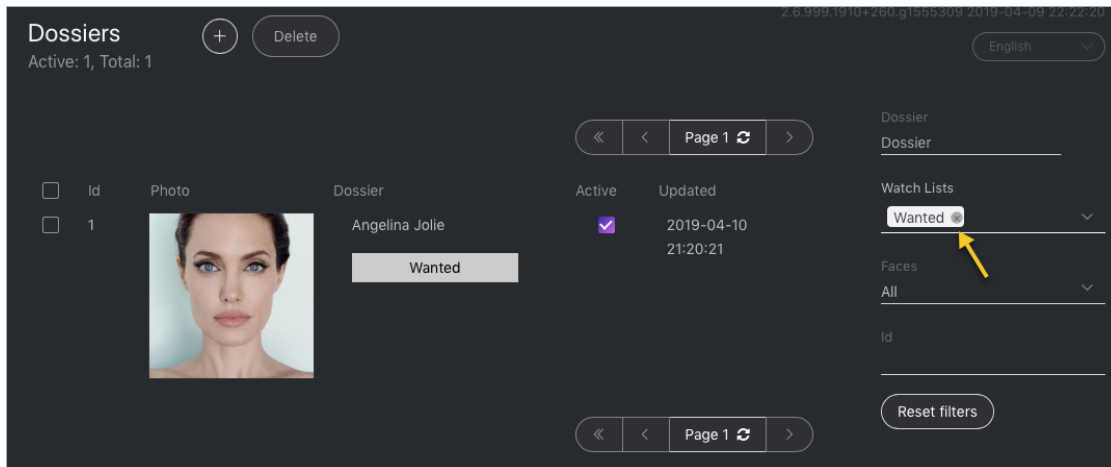 2.6.999.1910+260.g1555309 2019-04-09 22:22:20
Dossiers
+
Delete
English
Active: 1, Total: 1
Dossier
Dossier
« < Page 1 >
Id Photo Dossier Active Updated
Watch Lists
Wanted
1 Angelina Jolie 2019-04-10
21:20:21
Wanted
Faces
All
Id
Reset filters
« < Page 1 >